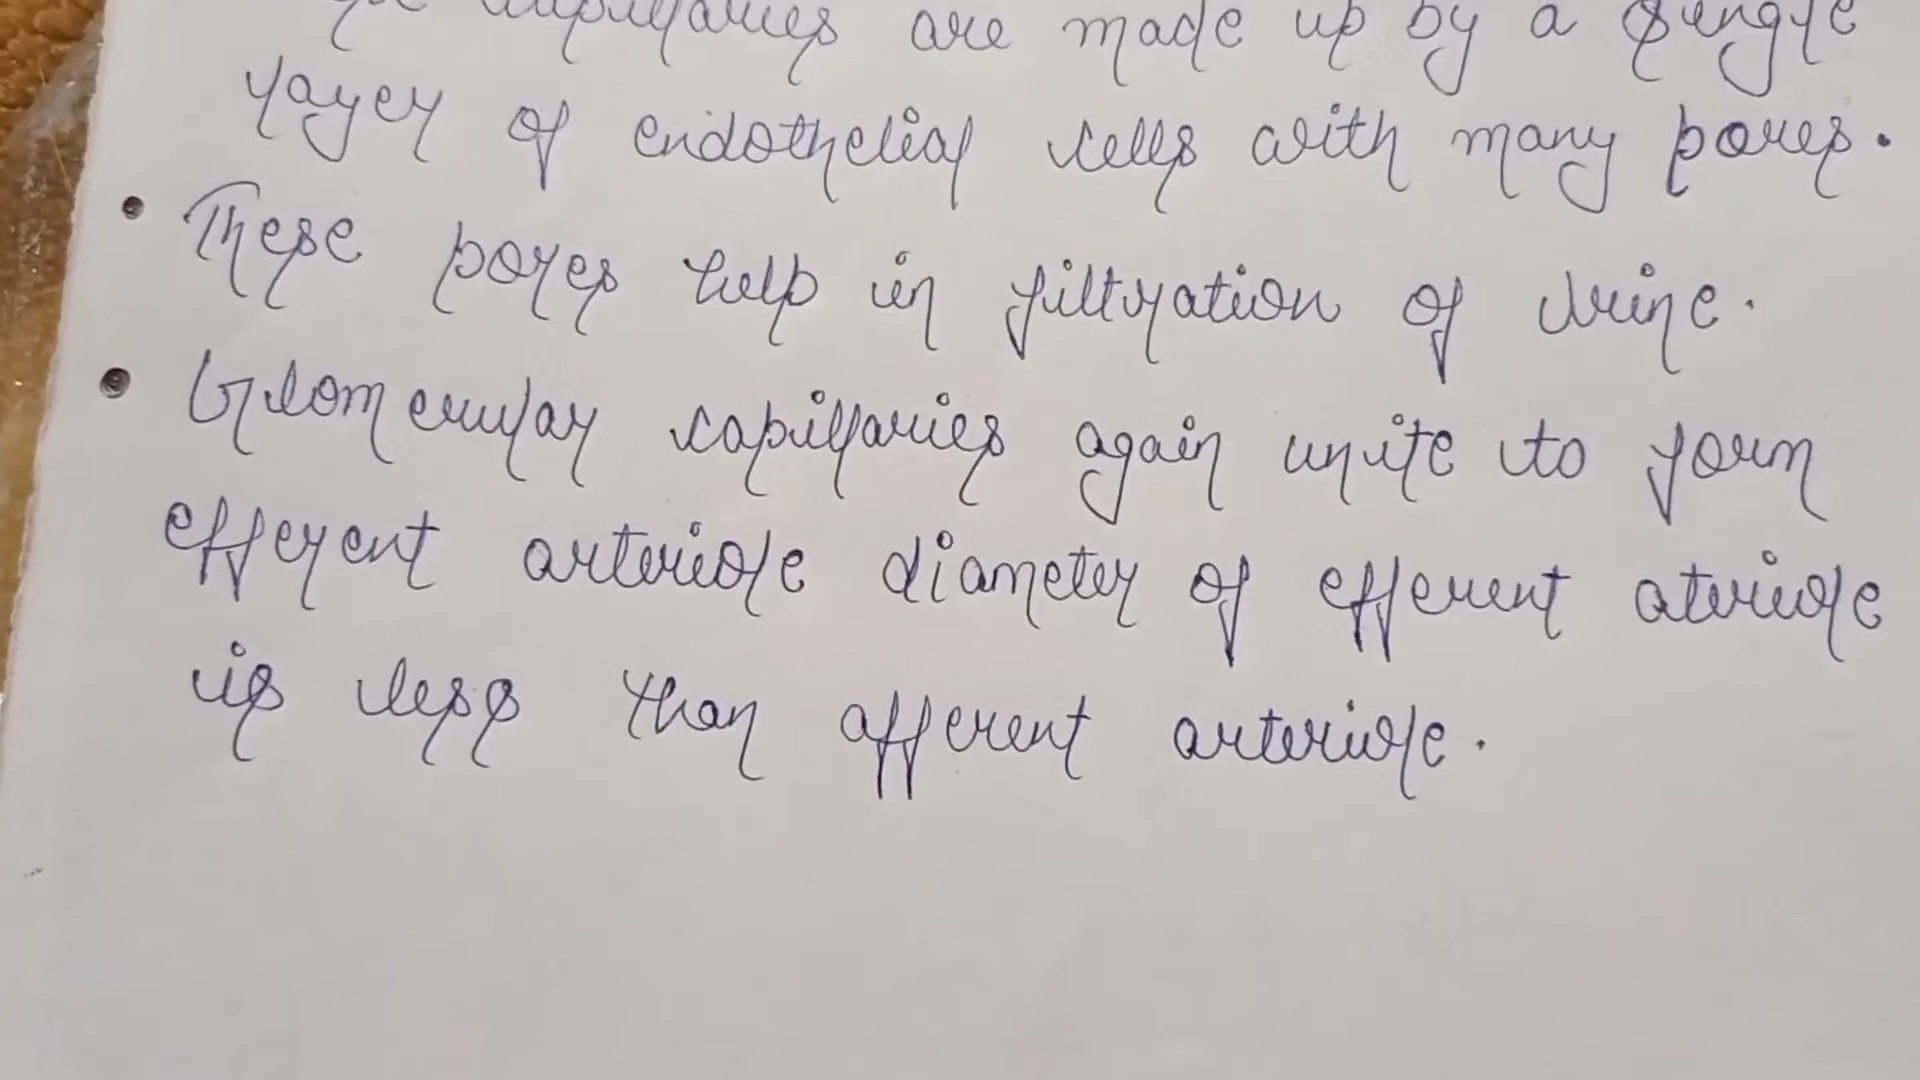 capillaries are made up by a single
layer of endothelial cells with many pores.
• These pores help in filtration of urine.
• Glomerular capillaries again unite to form
efferent arteriole diameter of efferent ateriole
is less than afferent arteriole.